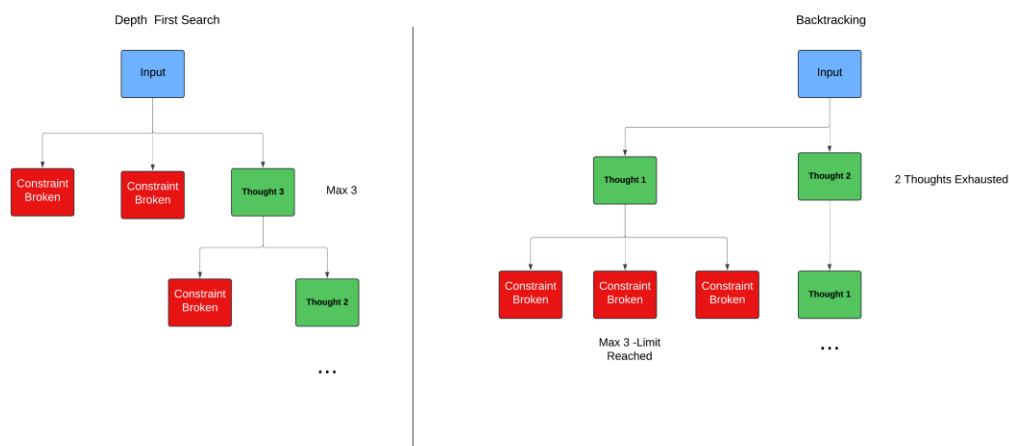 Depth First Search
Input
Constraint
Broken
Constraint
Broken
Thought 3
Max 3
Constraint
Broken
Thought 2
...
Backtracking
Input
Thought 1
Thought 2
2 Thoughts Exhausted
Constraint
Broken
Constraint
Broken
Constraint
Broken
Thought 1
Max 3 -Limit
Reached
...